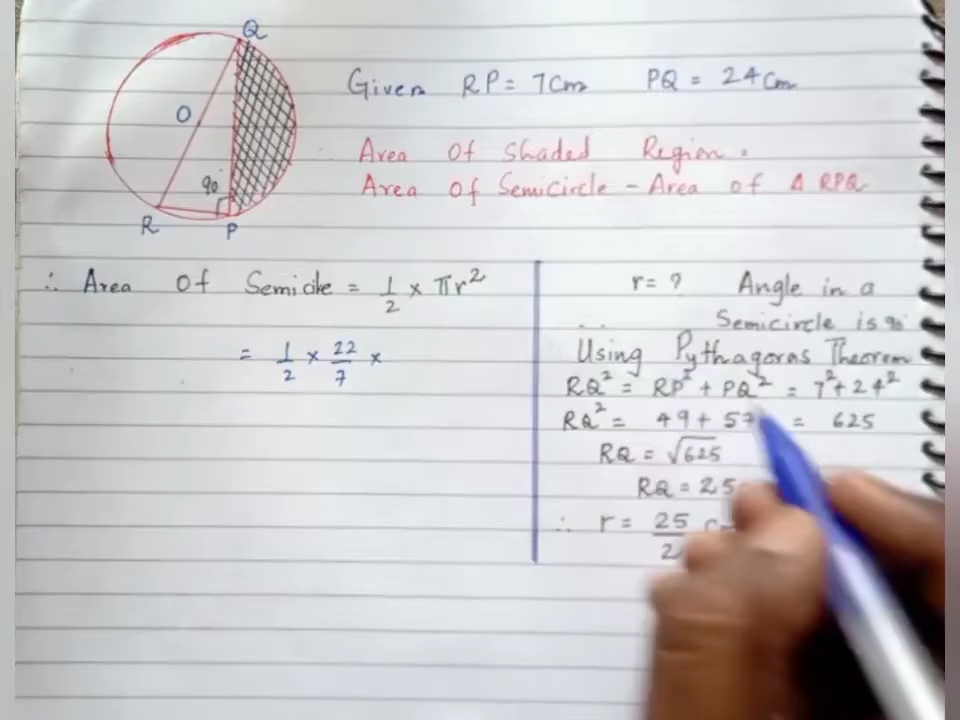 Q
O
90°
R
P
Given RP = 7cm PQ = 24cm
∴ Area Of Shaded Region =
Area Of Semicircle - Area of Δ RPQ
∴ Area Of Semicicle = 1/2 × πr²
= 1/2 × 22/7 ×
r = ? Angle in a
∴ Semicircle is 90°
Using Pythagoras Theorem
RQ² = RP² + PQ² = 7² + 24²
RQ² = 49 + 57 = 625
RQ = √625
RQ = 25
∴ r = 25/2